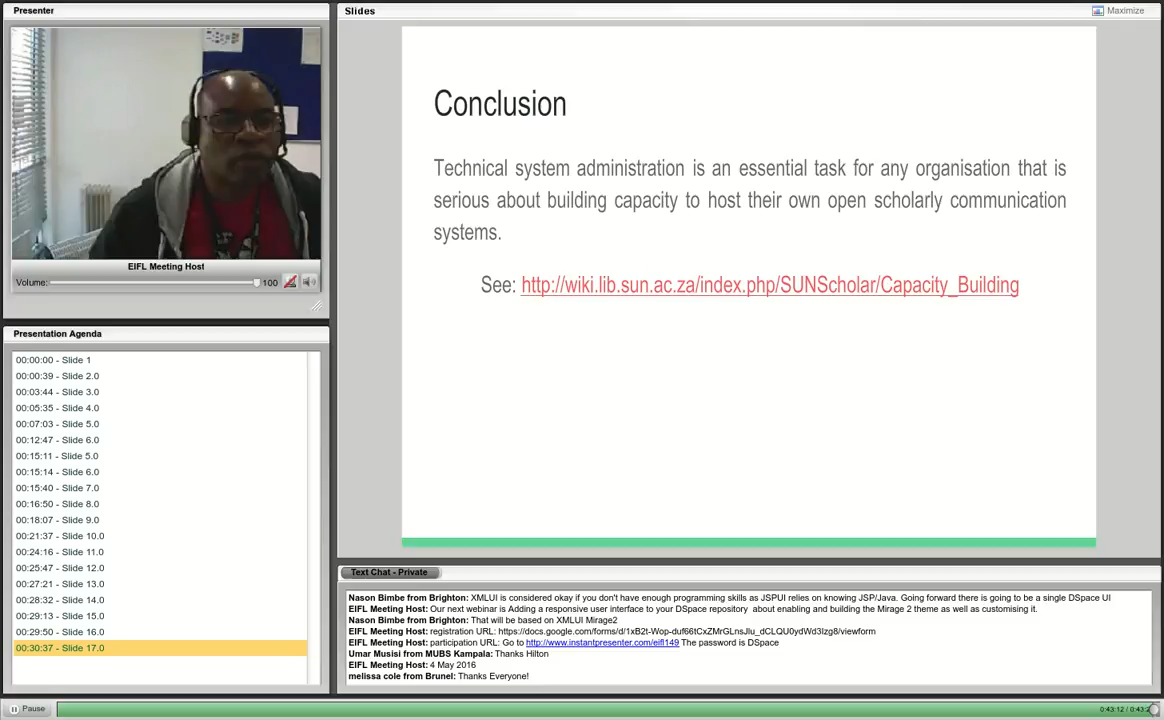 Presenter
EIFL Meeting Host
Volume:
100
Presentation Agenda
00:00:00 - Slide 1
00:00:39 - Slide 2.0
00:03:44 - Slide 3.0
00:05:35 - Slide 4.0
00:07:03 - Slide 5.0
00:12:47 - Slide 6.0
00:15:11 - Slide 5.0
00:15:14 - Slide 6.0
00:15:40 - Slide 7.0
00:16:50 - Slide 8.0
00:18:07 - Slide 9.0
00:21:37 - Slide 10.0
00:24:16 - Slide 11.0
00:25:47 - Slide 12.0
00:27:21 - Slide 13.0
00:28:32 - Slide 14.0
00:29:13 - Slide 15.0
00:29:50 - Slide 16.0
00:30:37 - Slide 17.0
Slides
Maximize
Conclusion
Technical system administration is an essential task for any organisation that is
serious about building capacity to host their own open scholarly communication
systems.
See: http://wiki.lib.sun.ac.za/index.php/SUNScholar/Capacity_Building
Text Chat - Private
Nason Bimbe from Brighton: XMLUI is considered okay if you don't have enough programming skills as JSPUI relies on knowing JSP/Java. Going forward there is going to be a single DSpace UI
EIFL Meeting Host: Our next webinar is Adding a responsive user interface to your DSpace repository about enabling and building the Mirage 2 theme as well as customising it.
Nason Bimbe from Brighton: That will be based on XMLUI Mirage2
EIFL Meeting Host: registration URL:
EIFL Meeting Host: participation URL: Go to http://www.instantpresenter.com/eifl149 The password is DSpace
Umar Musisi from MUBS Kampala: Thanks Hilton
EIFL Meeting Host: 4 May 2016
melissa cole from Brunel: Thanks Everyone!
Pause
0:43:12